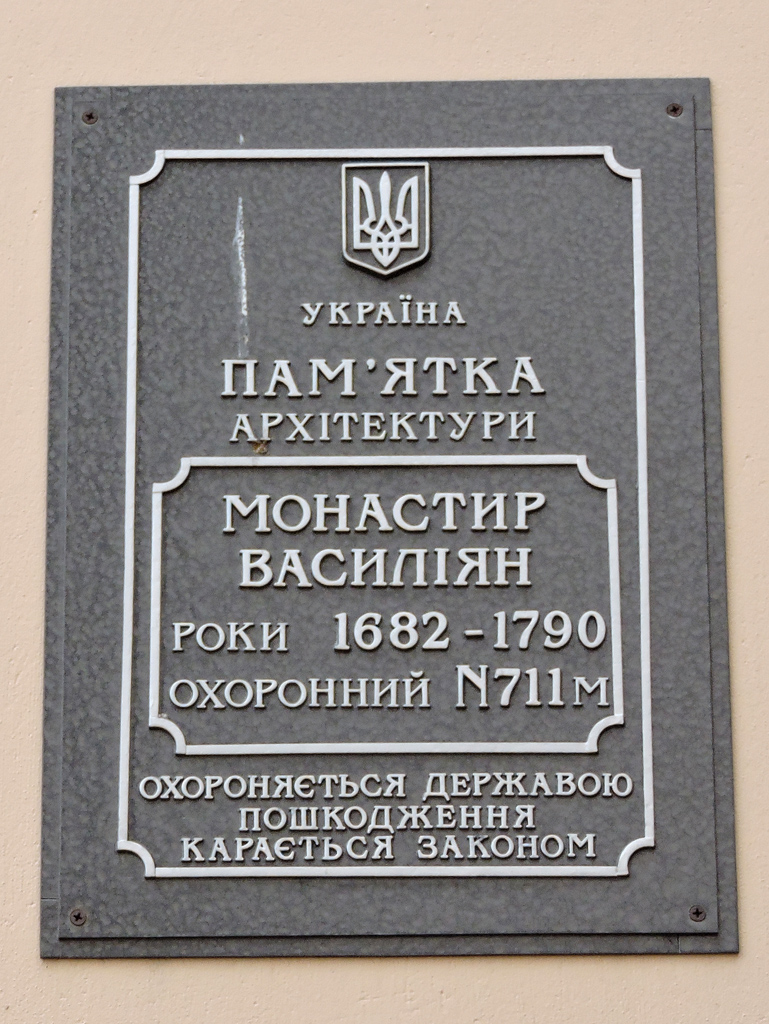 УКРАЇНА
ПАМ'ЯТКА
АРХІТЕКТУРИ
МОНАСТИР
ВАСИЛІЯН
РОКИ 1682-1790
ОХОРОННИЙ N711М
ОХОРОНЯЄТЬСЯ ДЕРЖАВОЮ
ПОШКОДЖЕННЯ
КАРАЄТЬСЯ ЗАКОНОМ